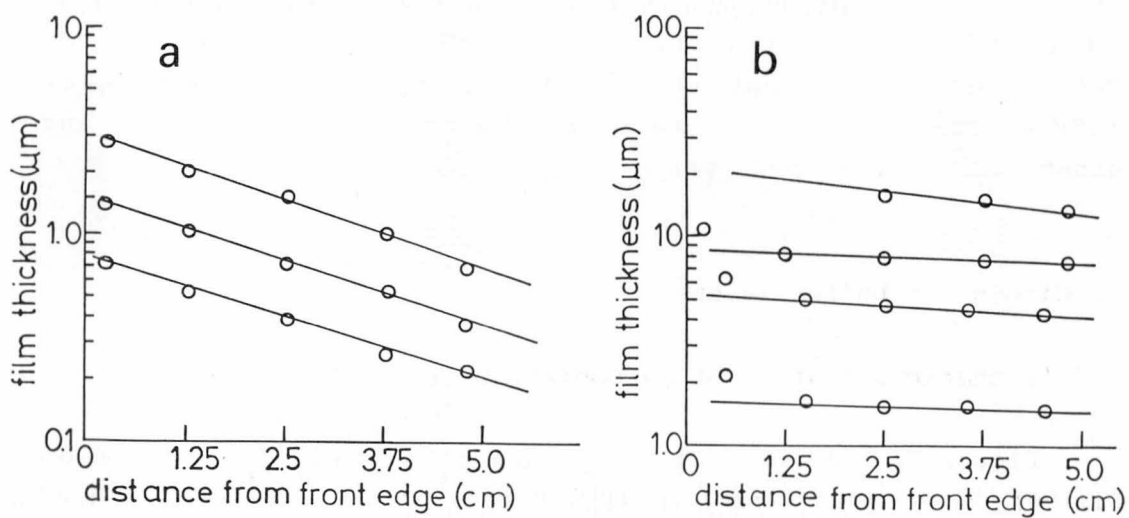 a
film thickness (μm)
10
1.0
0.1
0 1.25 2.5 3.75 5.0
distance from front edge (cm)
b
film thickness (μm)
100
10
1.0
0 1.25 2.5 3.75 5.0
distance from front edge (cm)